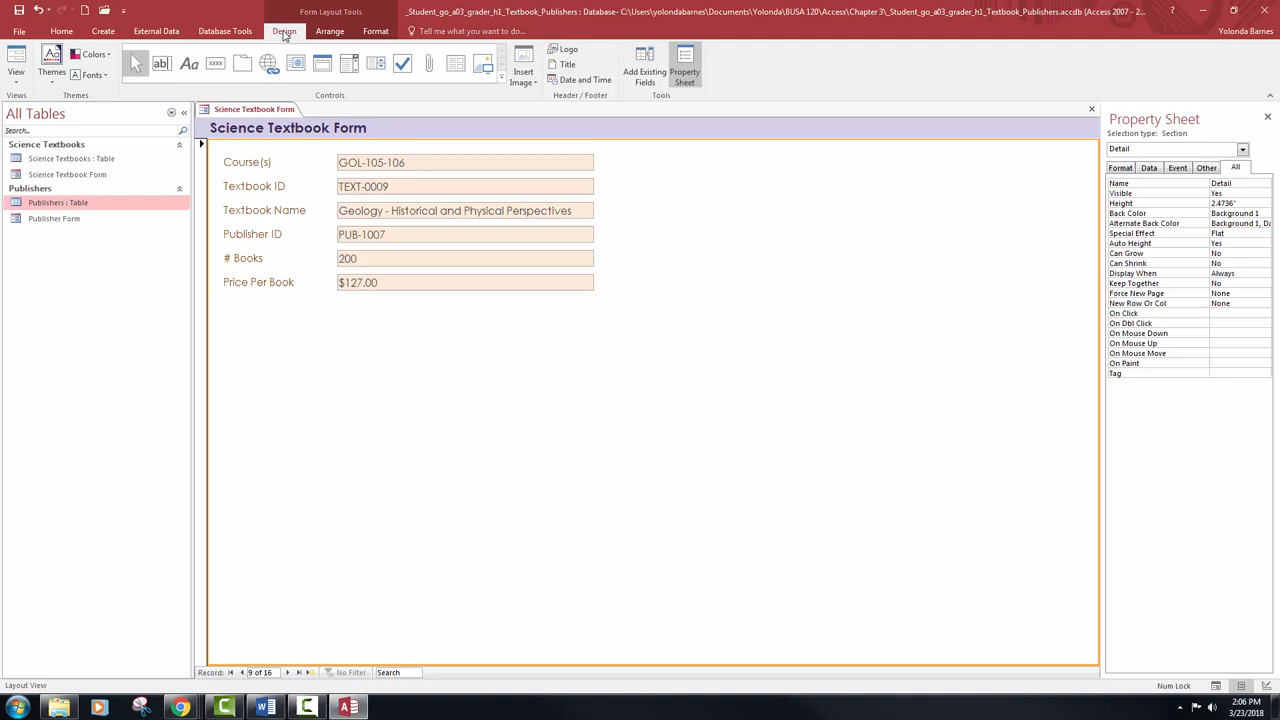 Form Layout Tools
_Student_go_a03_grader_h1_Textbook_Publishers : Database- C:\Users\yolondabarnes\Documents\Yolonda\BUSA 120\Access\Chapter 3\_Student_go_a03_grader_h1_Textbook_Publishers.accdb (Access 2007 - 2...
File Home Create External Data Database Tools Design Arrange Format Tell me what you want to do... Yolonda Barnes
View Themes Colors Fonts ab Aa xxxx Insert Image Logo Title Date and Time Add Existing Fields Property Sheet
Views Themes Controls Header / Footer Tools
All Tables
Search...
Science Textbooks
Science Textbooks : Table
Science Textbook Form
Publishers
Publishers : Table
Publisher Form
Science Textbook Form
Science Textbook Form
Course(s) GOL-105-106
Textbook ID TEXT-0009
Textbook Name Geology - Historical and Physical Perspectives
Publisher ID PUB-1007
# Books 200
Price Per Book $127.00
Property Sheet
Selection type: Section
Detail
Format Data Event Other All
Name Detail
Visible Yes
Height 2.4736"
Back Color Background 1
Alternate Back Color Background 1, Da
Special Effect Flat
Auto Height Yes
Can Grow No
Can Shrink No
Display When Always
Keep Together No
Force New Page None
New Row Or Col None
On Click
On Dbl Click
On Mouse Down
On Mouse Up
On Mouse Move
On Paint
Tag
Record: 9 of 16 No Filter Search
Layout View Num Lock
2:06 PM
3/23/2018